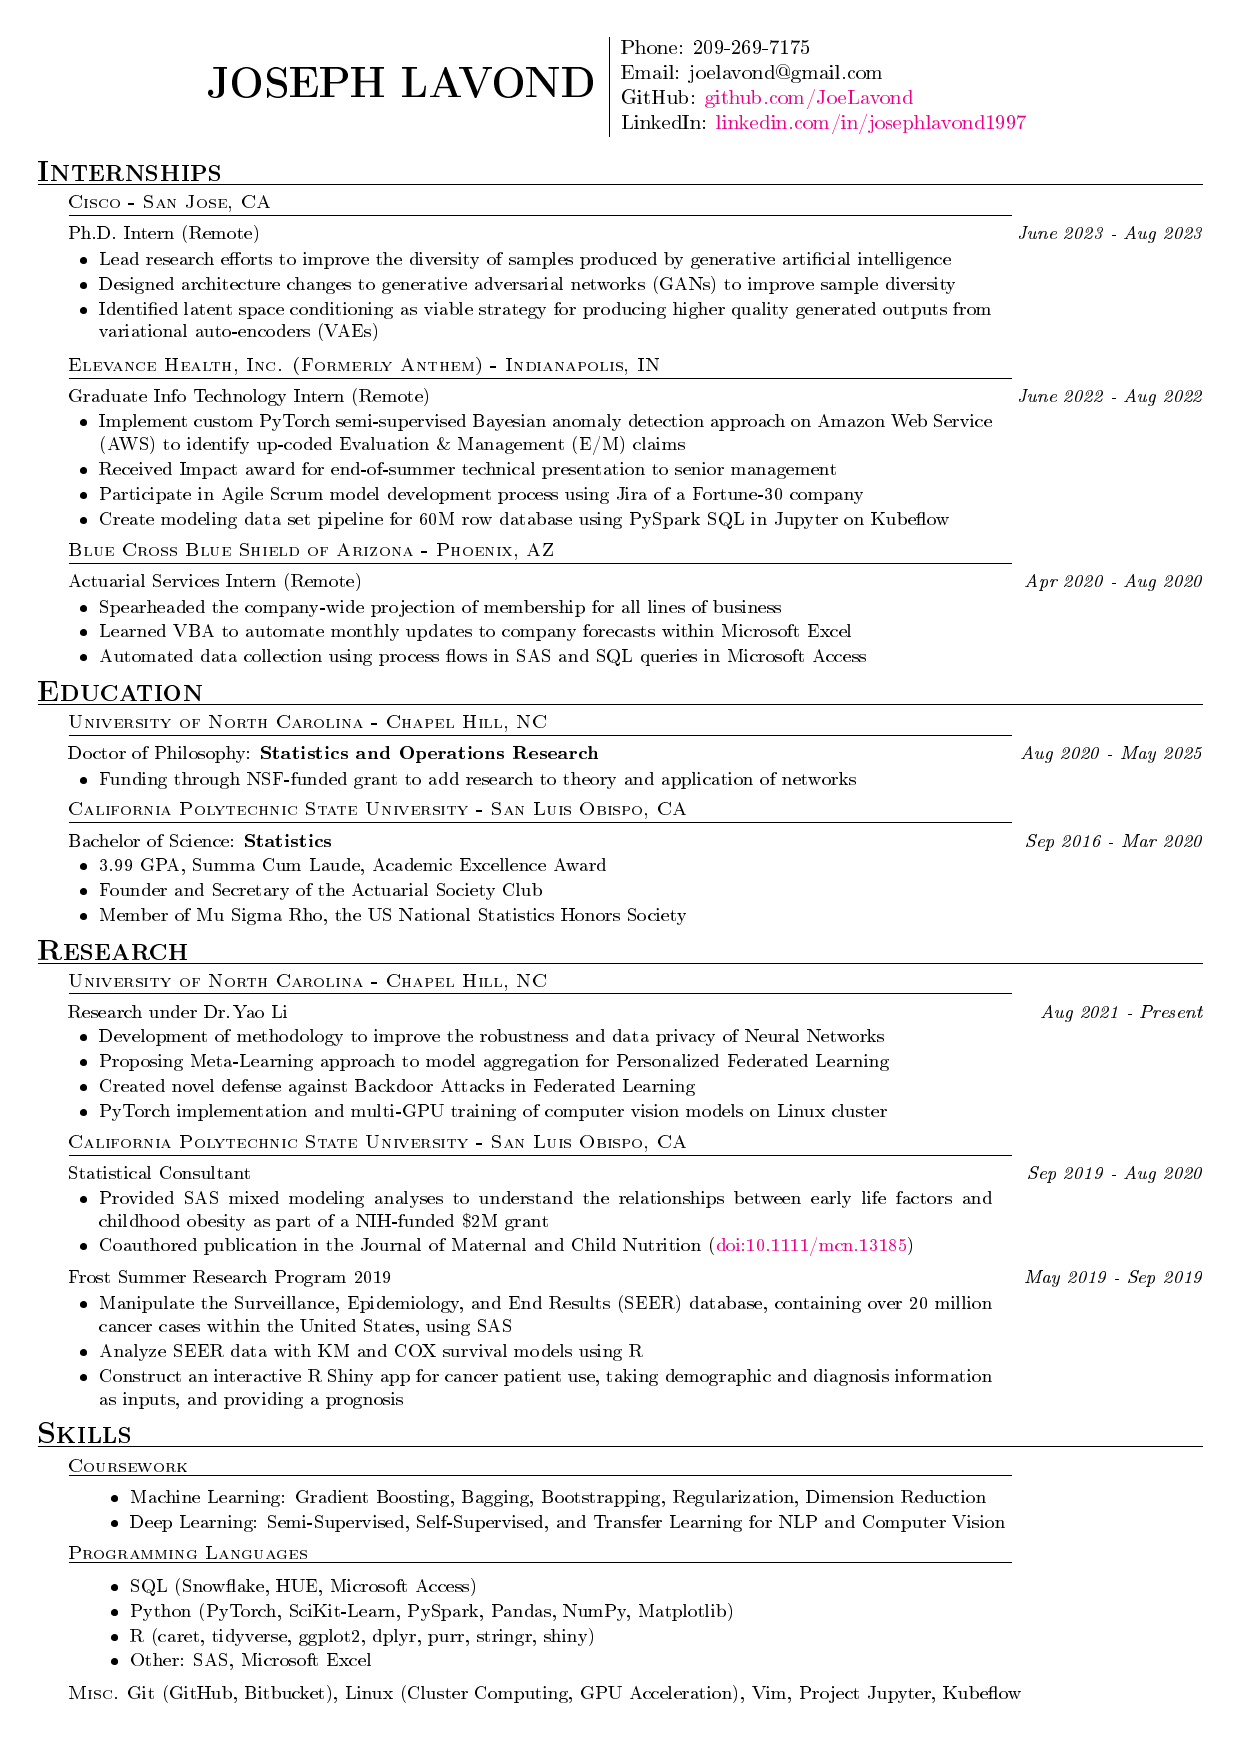 JOSEPH LAVOND
Phone: 209-269-7175
Email: joelavond@gmail.com
GitHub: github.com/JoeLavond
LinkedIn: linkedin.com/in/josephlavond1997
Internships
Cisco - San Jose, CA
Ph.D. Intern (Remote) June 2023 - Aug 2023
• Lead research efforts to improve the diversity of samples produced by generative artificial intelligence
• Designed architecture changes to generative adversarial networks (GANs) to improve sample diversity
• Identified latent space conditioning as viable strategy for producing higher quality generated outputs from
variational auto-encoders (VAEs)
Elevance Health, Inc. (Formerly Anthem) - Indianapolis, IN
Graduate Info Technology Intern (Remote) June 2022 - Aug 2022
• Implement custom PyTorch semi-supervised Bayesian anomaly detection approach on Amazon Web Service
(AWS) to identify up-coded Evaluation & Management (E/M) claims
• Received Impact award for end-of-summer technical presentation to senior management
• Participate in Agile Scrum model development process using Jira of a Fortune-30 company
• Create modeling data set pipeline for 60M row database using PySpark SQL in Jupyter on Kubeflow
Blue Cross Blue Shield of Arizona - Phoenix, AZ
Actuarial Services Intern (Remote) Apr 2020 - Aug 2020
• Spearheaded the company-wide projection of membership for all lines of business
• Learned VBA to automate monthly updates to company forecasts within Microsoft Excel
• Automated data collection using process flows in SAS and SQL queries in Microsoft Access
Education
University of North Carolina - Chapel Hill, NC
Doctor of Philosophy: Statistics and Operations Research Aug 2020 - May 2025
• Funding through NSF-funded grant to add research to theory and application of networks
California Polytechnic State University - San Luis Obispo, CA
Bachelor of Science: Statistics Sep 2016 - Mar 2020
• 3.99 GPA, Summa Cum Laude, Academic Excellence Award
• Founder and Secretary of the Actuarial Society Club
• Member of Mu Sigma Rho, the US National Statistics Honors Society
Research
University of North Carolina - Chapel Hill, NC
Research under Dr. Yao Li Aug 2021 - Present
• Development of methodology to improve the robustness and data privacy of Neural Networks
• Proposing Meta-Learning approach to model aggregation for Personalized Federated Learning
• Created novel defense against Backdoor Attacks in Federated Learning
• PyTorch implementation and multi-GPU training of computer vision models on Linux cluster
California Polytechnic State University - San Luis Obispo, CA
Statistical Consultant Sep 2019 - Aug 2020
• Provided SAS mixed modeling analyses to understand the relationships between early life factors and
childhood obesity as part of a NIH-funded $2M grant
• Coauthored publication in the Journal of Maternal and Child Nutrition (doi:10.1111/mcn.13185)
Frost Summer Research Program 2019 May 2019 - Sep 2019
• Manipulate the Surveillance, Epidemiology, and End Results (SEER) database, containing over 20 million
cancer cases within the United States, using SAS
• Analyze SEER data with KM and COX survival models using R
• Construct an interactive R Shiny app for cancer patient use, taking demographic and diagnosis information
as inputs, and providing a prognosis
Skills
Coursework
• Machine Learning: Gradient Boosting, Bagging, Bootstrapping, Regularization, Dimension Reduction
• Deep Learning: Semi-Supervised, Self-Supervised, and Transfer Learning for NLP and Computer Vision
Programming Languages
• SQL (Snowflake, HUE, Microsoft Access)
• Python (PyTorch, SciKit-Learn, PySpark, Pandas, NumPy, Matplotlib)
• R (caret, tidyverse, ggplot2, dplyr, purr, stringr, shiny)
• Other: SAS, Microsoft Excel
Misc. Git (GitHub, Bitbucket), Linux (Cluster Computing, GPU Acceleration), Vim, Project Jupyter, Kubeflow